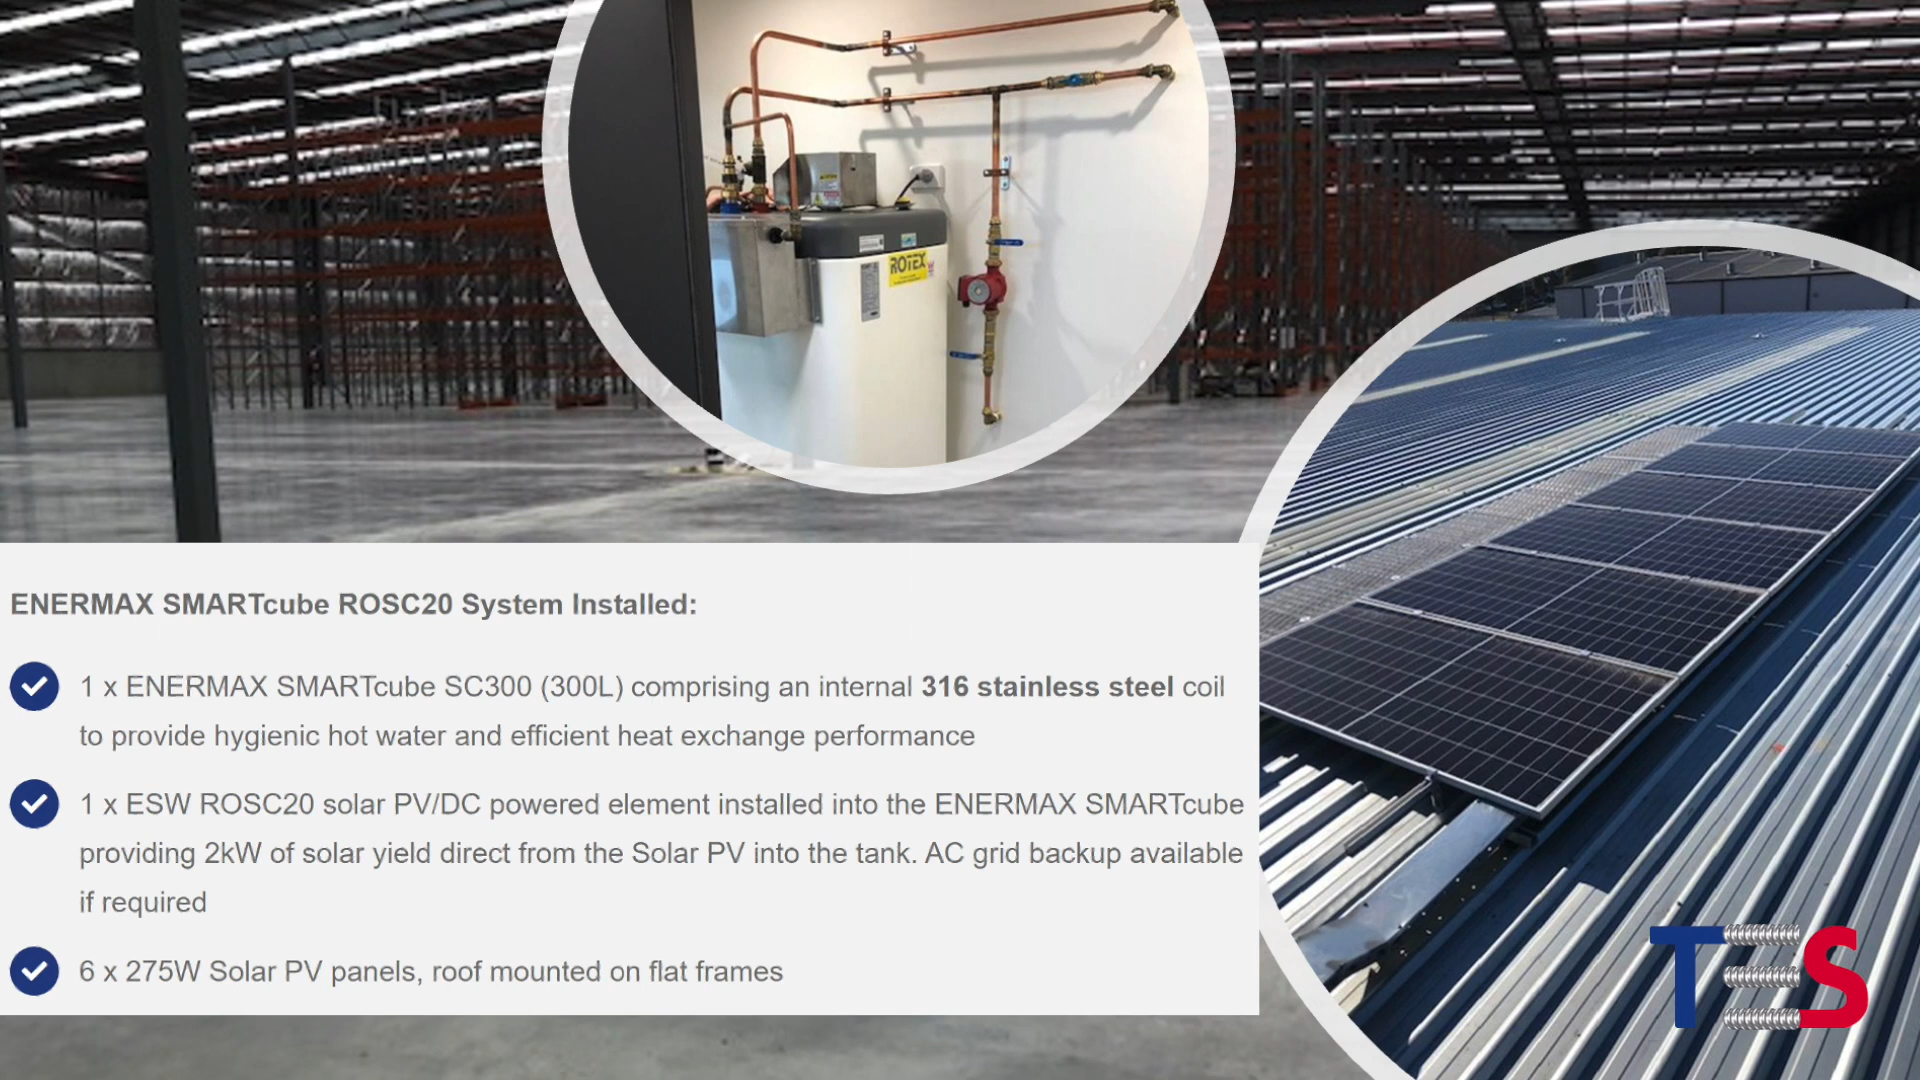 ROTEX
ENERMAX SMARTcube ROSC20 System Installed:
1 x ENERMAX SMARTcube SC300 (300L) comprising an internal 316 stainless steel coil
to provide hygienic hot water and efficient heat exchange performance
1 x ESW ROSC20 solar PV/DC powered element installed into the ENERMAX SMARTcube
providing 2kW of solar yield direct from the Solar PV into the tank. AC grid backup available
if required
6 x 275W Solar PV panels, roof mounted on flat frames
TES